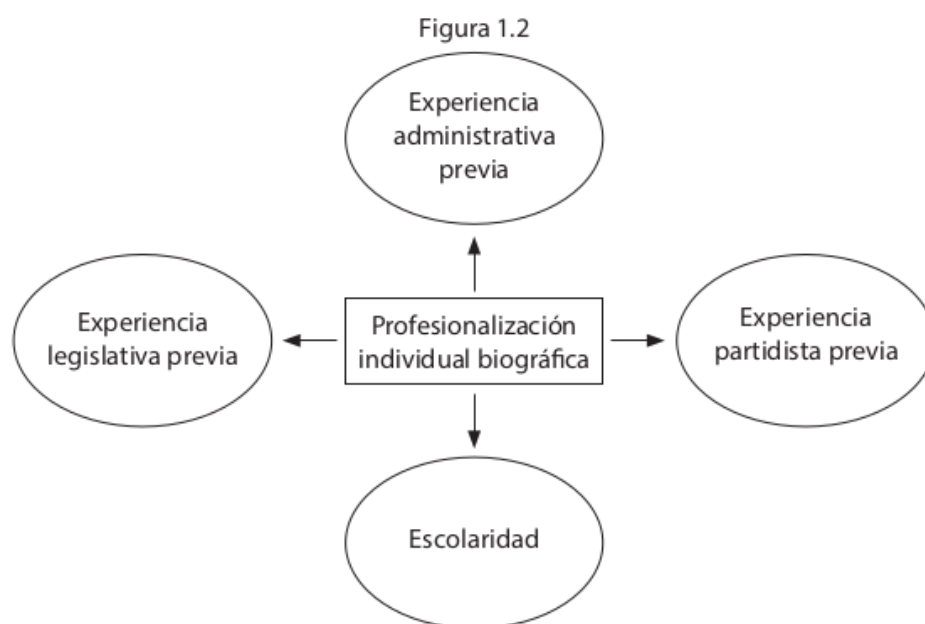 Figura 1.2
Experiencia
administrativa
previa
Experiencia
legislativa previa
Profesionalización
individual biográfica
Experiencia
partidista previa
Escolaridad